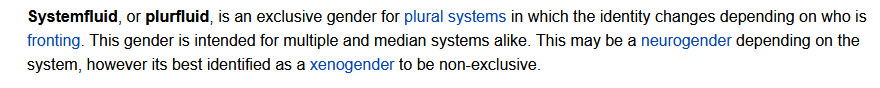 Systemfluid, or plurfluid, is an exclusive gender for plural systems in which the identity changes depending on who is
fronting. This gender is intended for multiple and median systems alike. This may be a neurogender depending on the
system, however its best identified as a xenogender to be non-exclusive.